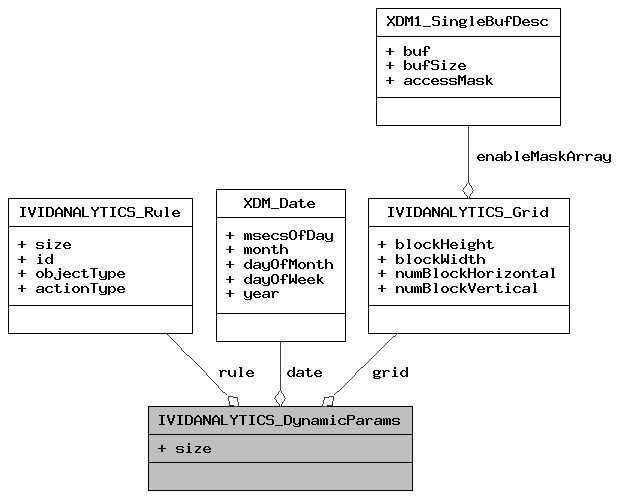 XDM1_SingleBufDesc
+ buf
+ bufSize
+ accessMask
enableMaskArray
IVIDANALYTICS_Rule
+ size
+ id
+ objectType
+ actionType
XDM_Date
+ msecsOfDay
+ month
+ dayOfMonth
+ dayOfWeek
+ year
IVIDANALYTICS_Grid
+ blockHeight
+ blockWidth
+ numBlockHorizontal
+ numBlockVertical
rule
date
grid
IVIDANALYTICS_DynamicParams
+ size